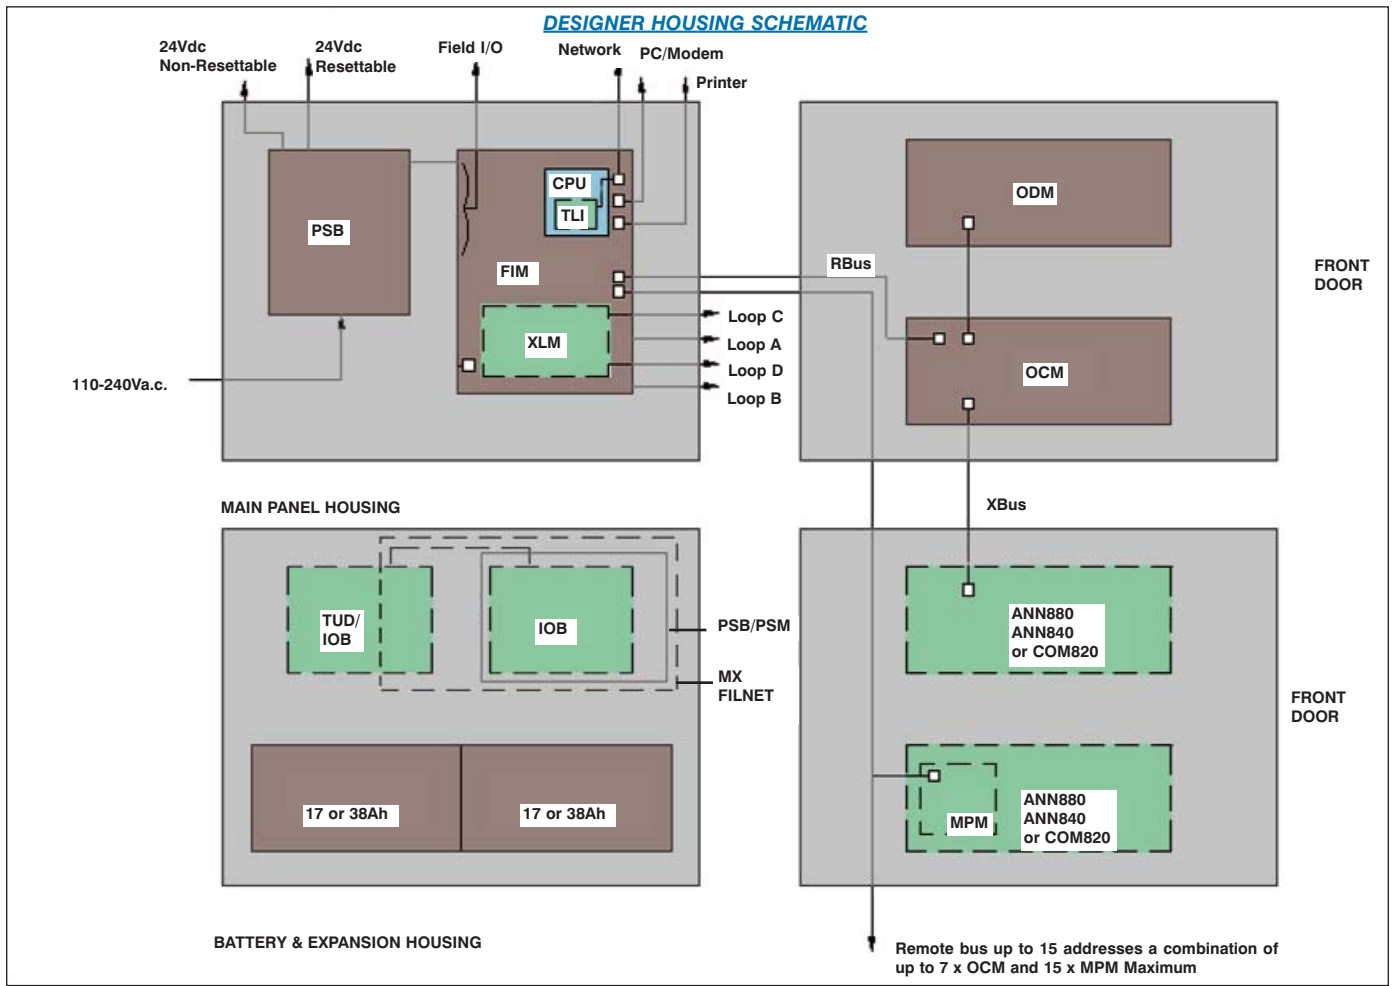 DESIGNER HOUSING SCHEMATIC
24Vdc
Non-Resettable
24Vdc
Resettable
Field I/O
Network
PC/Modem
Printer
PSB
CPU
TLI
FIM
XLM
110-240Va.c.
Loop C
Loop A
Loop D
Loop B
RBus
ODM
OCM
FRONT
DOOR
MAIN PANEL HOUSING
XBus
TUD/
IOB
IOB
PSB/PSM
MX
FILNET
17 or 38Ah
17 or 38Ah
ANN880
ANN840
or COM820
FRONT
DOOR
MPM
ANN880
ANN840
or COM820
BATTERY & EXPANSION HOUSING
Remote bus up to 15 addresses a combination of
up to 7 x OCM and 15 x MPM Maximum